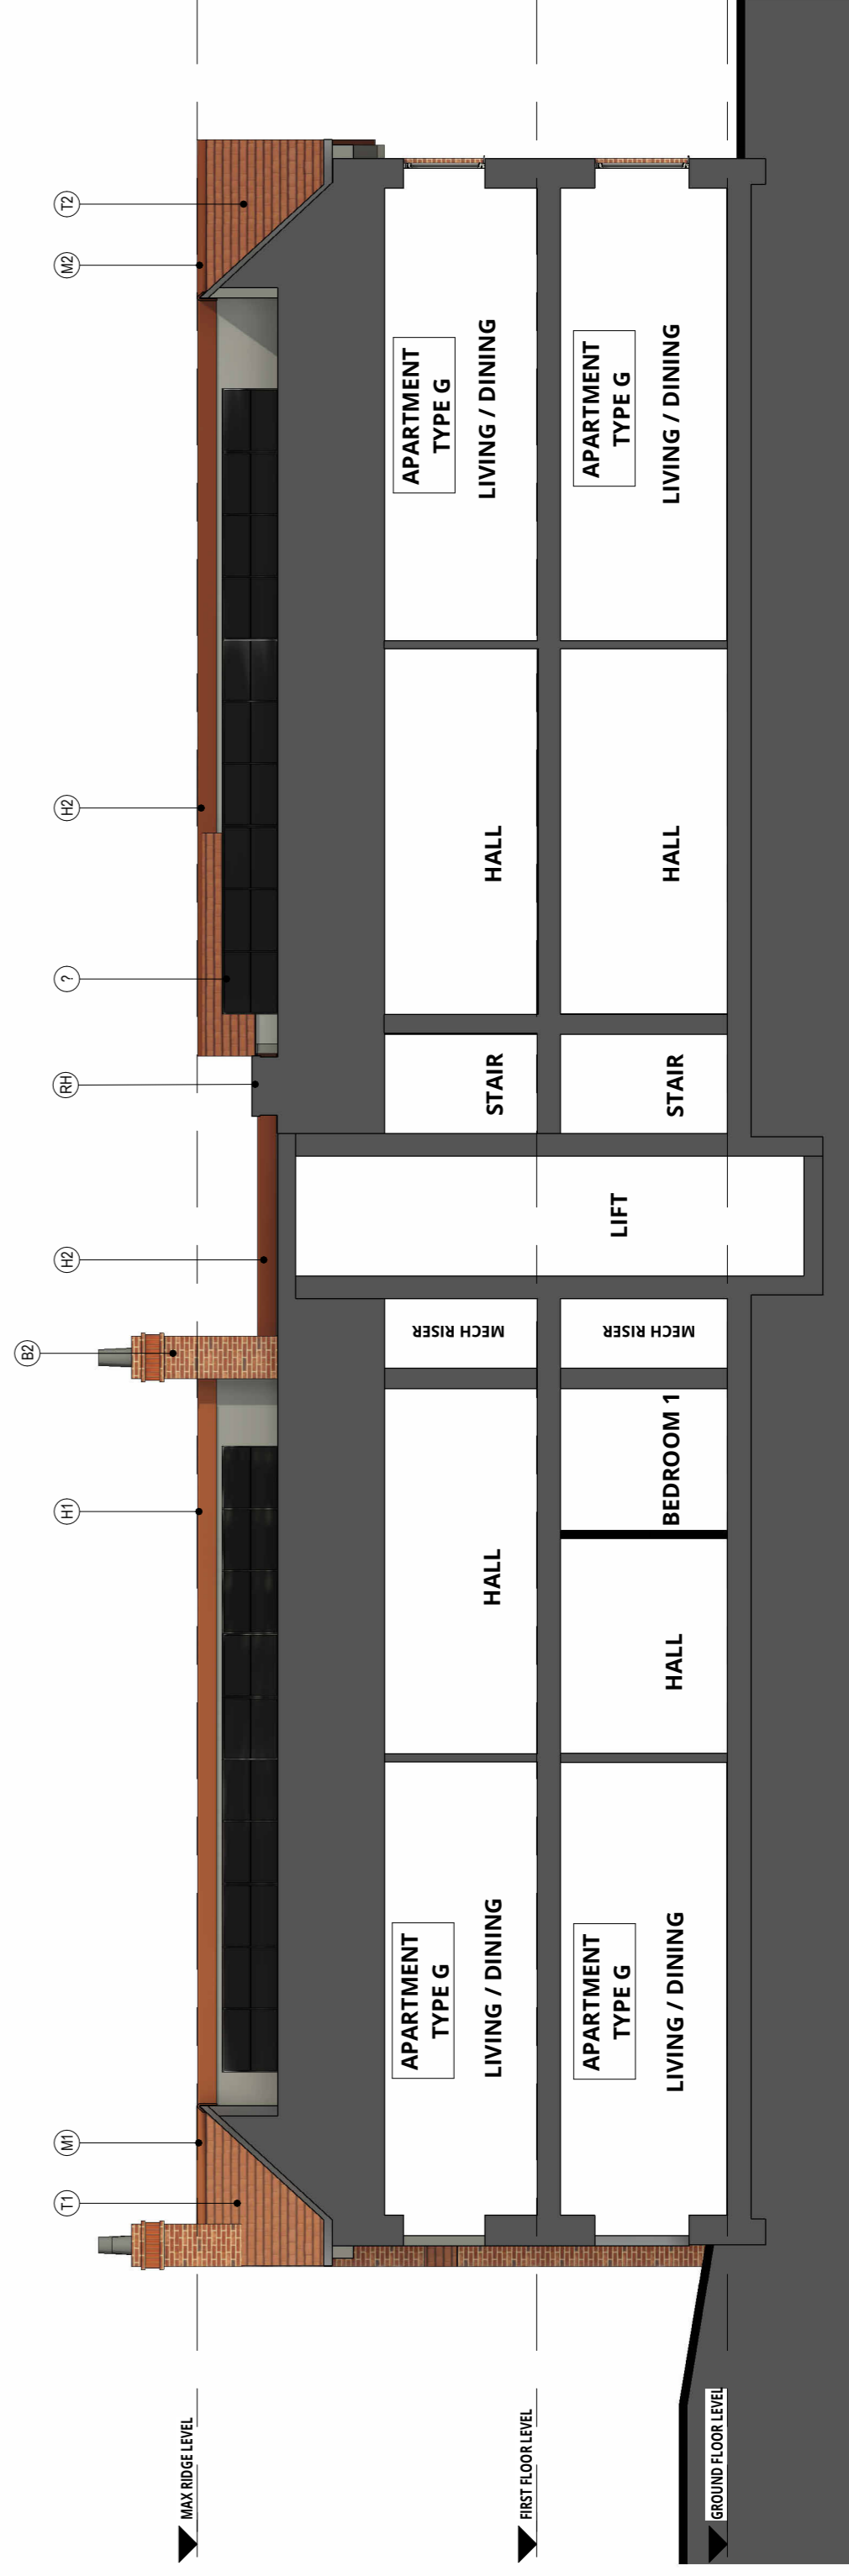 B2
T1
M1
H1
H2
RH
?
H2
M2
T2
MAX RIDGE LEVEL
APARTMENT
TYPE G
LIVING / DINING
HALL
MECH RISER
STAIR
HALL
APARTMENT
TYPE G
LIVING / DINING
FIRST FLOOR LEVEL
APARTMENT
TYPE G
LIVING / DINING
HALL
BEDROOM 1
MECH RISER
LIFT
STAIR
HALL
APARTMENT
TYPE G
LIVING / DINING
GROUND FLOOR LEVEL